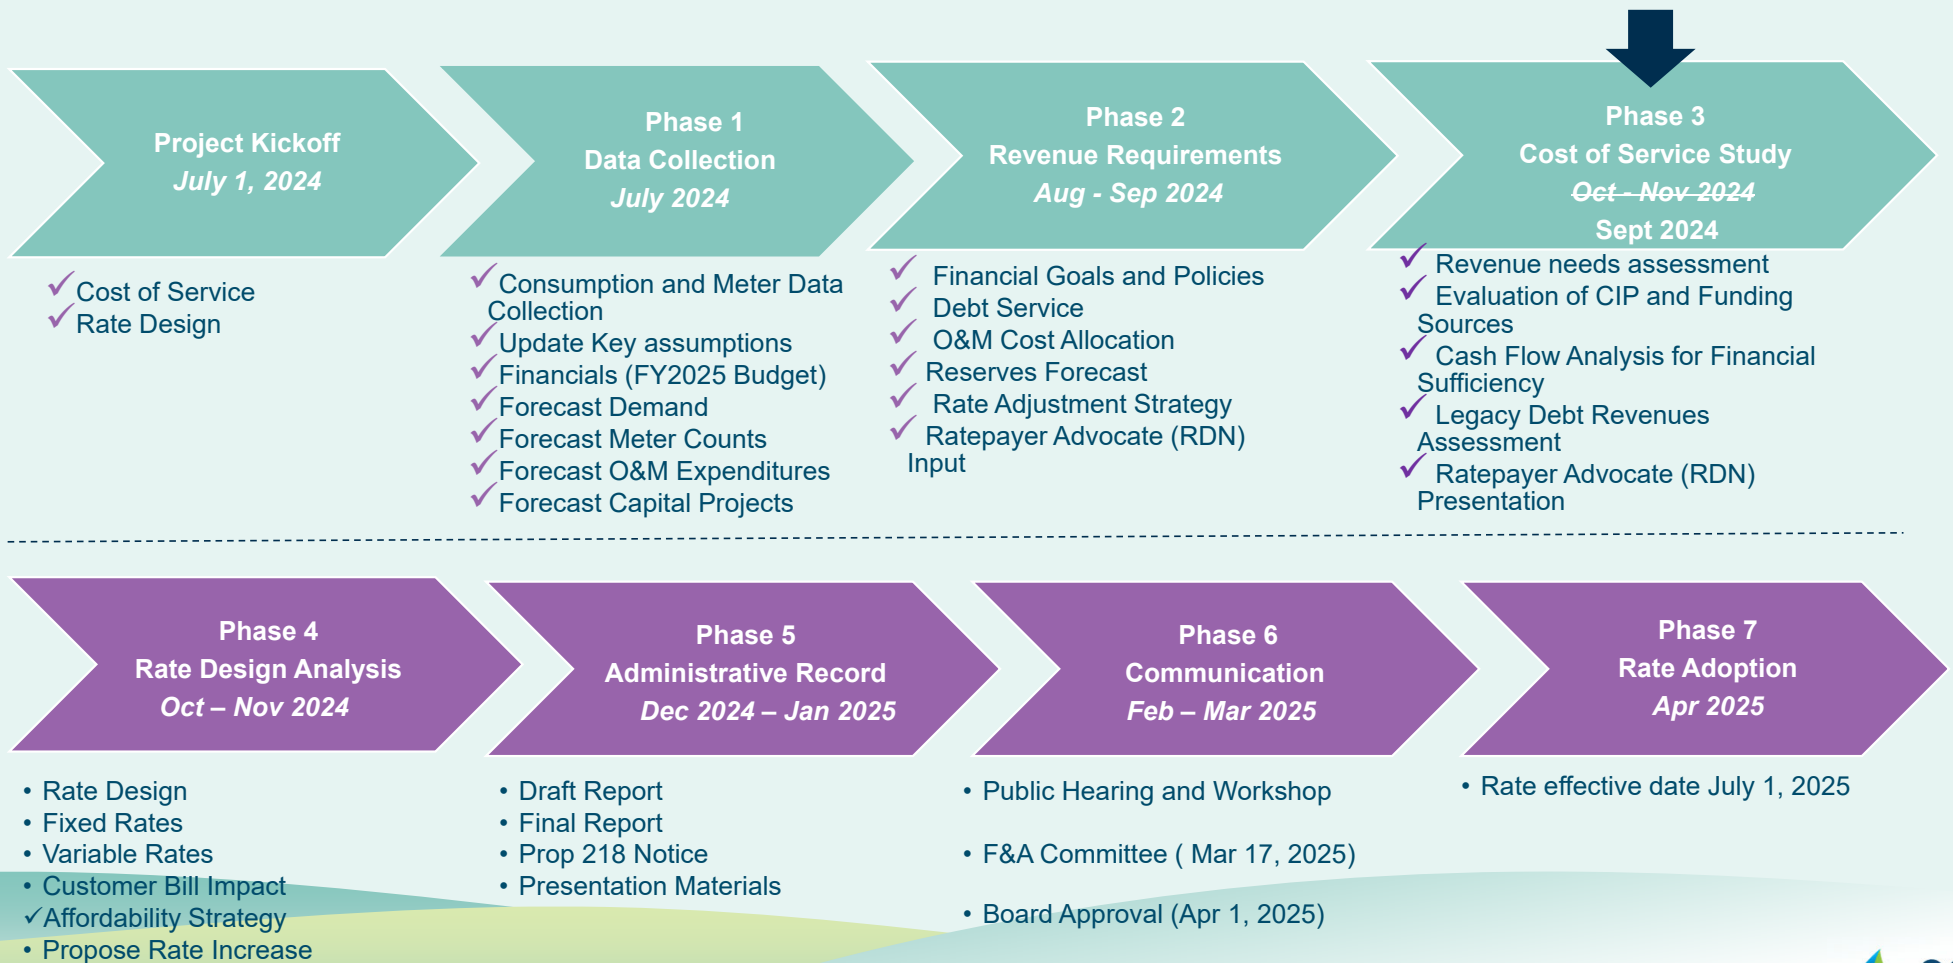 Project Kickoff
July 1, 2024
✓Cost of Service
✓Rate Design
Phase 1
Data Collection
July 2024
✓Consumption and Meter Data
Collection
✓Update Key assumptions
✓Financials (FY2025 Budget)
✓Forecast Demand
✓Forecast Meter Counts
✓Forecast O&M Expenditures
✓Forecast Capital Projects
Phase 2
Revenue Requirements
Aug - Sep 2024
✓ Financial Goals and Policies
✓ Debt Service
✓ O&M Cost Allocation
✓ Reserves Forecast
✓ Rate Adjustment Strategy
✓ Ratepayer Advocate (RDN)
Input
Phase 3
Cost of Service Study
Oct - Nov 2024
Sept 2024
✓ Revenue needs assessment
✓ Evaluation of CIP and Funding
Sources
✓ Cash Flow Analysis for Financial
Sufficiency
✓ Legacy Debt Revenues
Assessment
✓ Ratepayer Advocate (RDN)
Presentation
Phase 4
Rate Design Analysis
Oct – Nov 2024
• Rate Design
• Fixed Rates
• Variable Rates
• Customer Bill Impact
✓Affordability Strategy
• Propose Rate Increase
Phase 5
Administrative Record
Dec 2024 – Jan 2025
• Draft Report
• Final Report
• Prop 218 Notice
• Presentation Materials
Phase 6
Communication
Feb – Mar 2025
• Public Hearing and Workshop
• F&A Committee ( Mar 17, 2025)
• Board Approval (Apr 1, 2025)
Phase 7
Rate Adoption
Apr 2025
• Rate effective date July 1, 2025